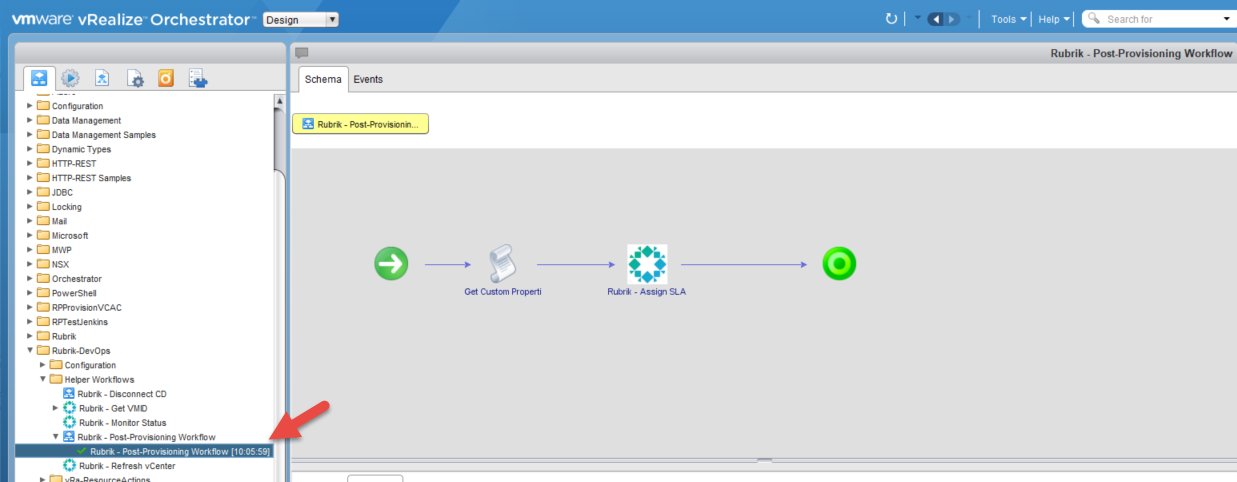 vmware vRealize Orchestrator Design
Tools Help Search for
Rubrik - Post-Provisioning Workflow
Schema Events
Rubrik - Post-Provisionin...
Configuration
Data Management
Data Management Samples
Dynamic Types
HTTP-REST
HTTP-REST Samples
JDBC
Locking
Mail
Microsoft
MWP
NSX
Orchestrator
PowerShell
RPProvisionVCAC
RPTestJenkins
Rubrik
Rubrik-DevOps
Configuration
Helper Workflows
Rubrik - Disconnect CD
Rubrik - Get VMID
Rubrik - Monitor Status
Rubrik - Post-Provisioning Workflow
Rubrik - Post-Provisioning Workflow [10:05:59]
Rubrik - Refresh vCenter
vRa-ResourceActions
Get Custom Properti
Rubrik - Assign SLA